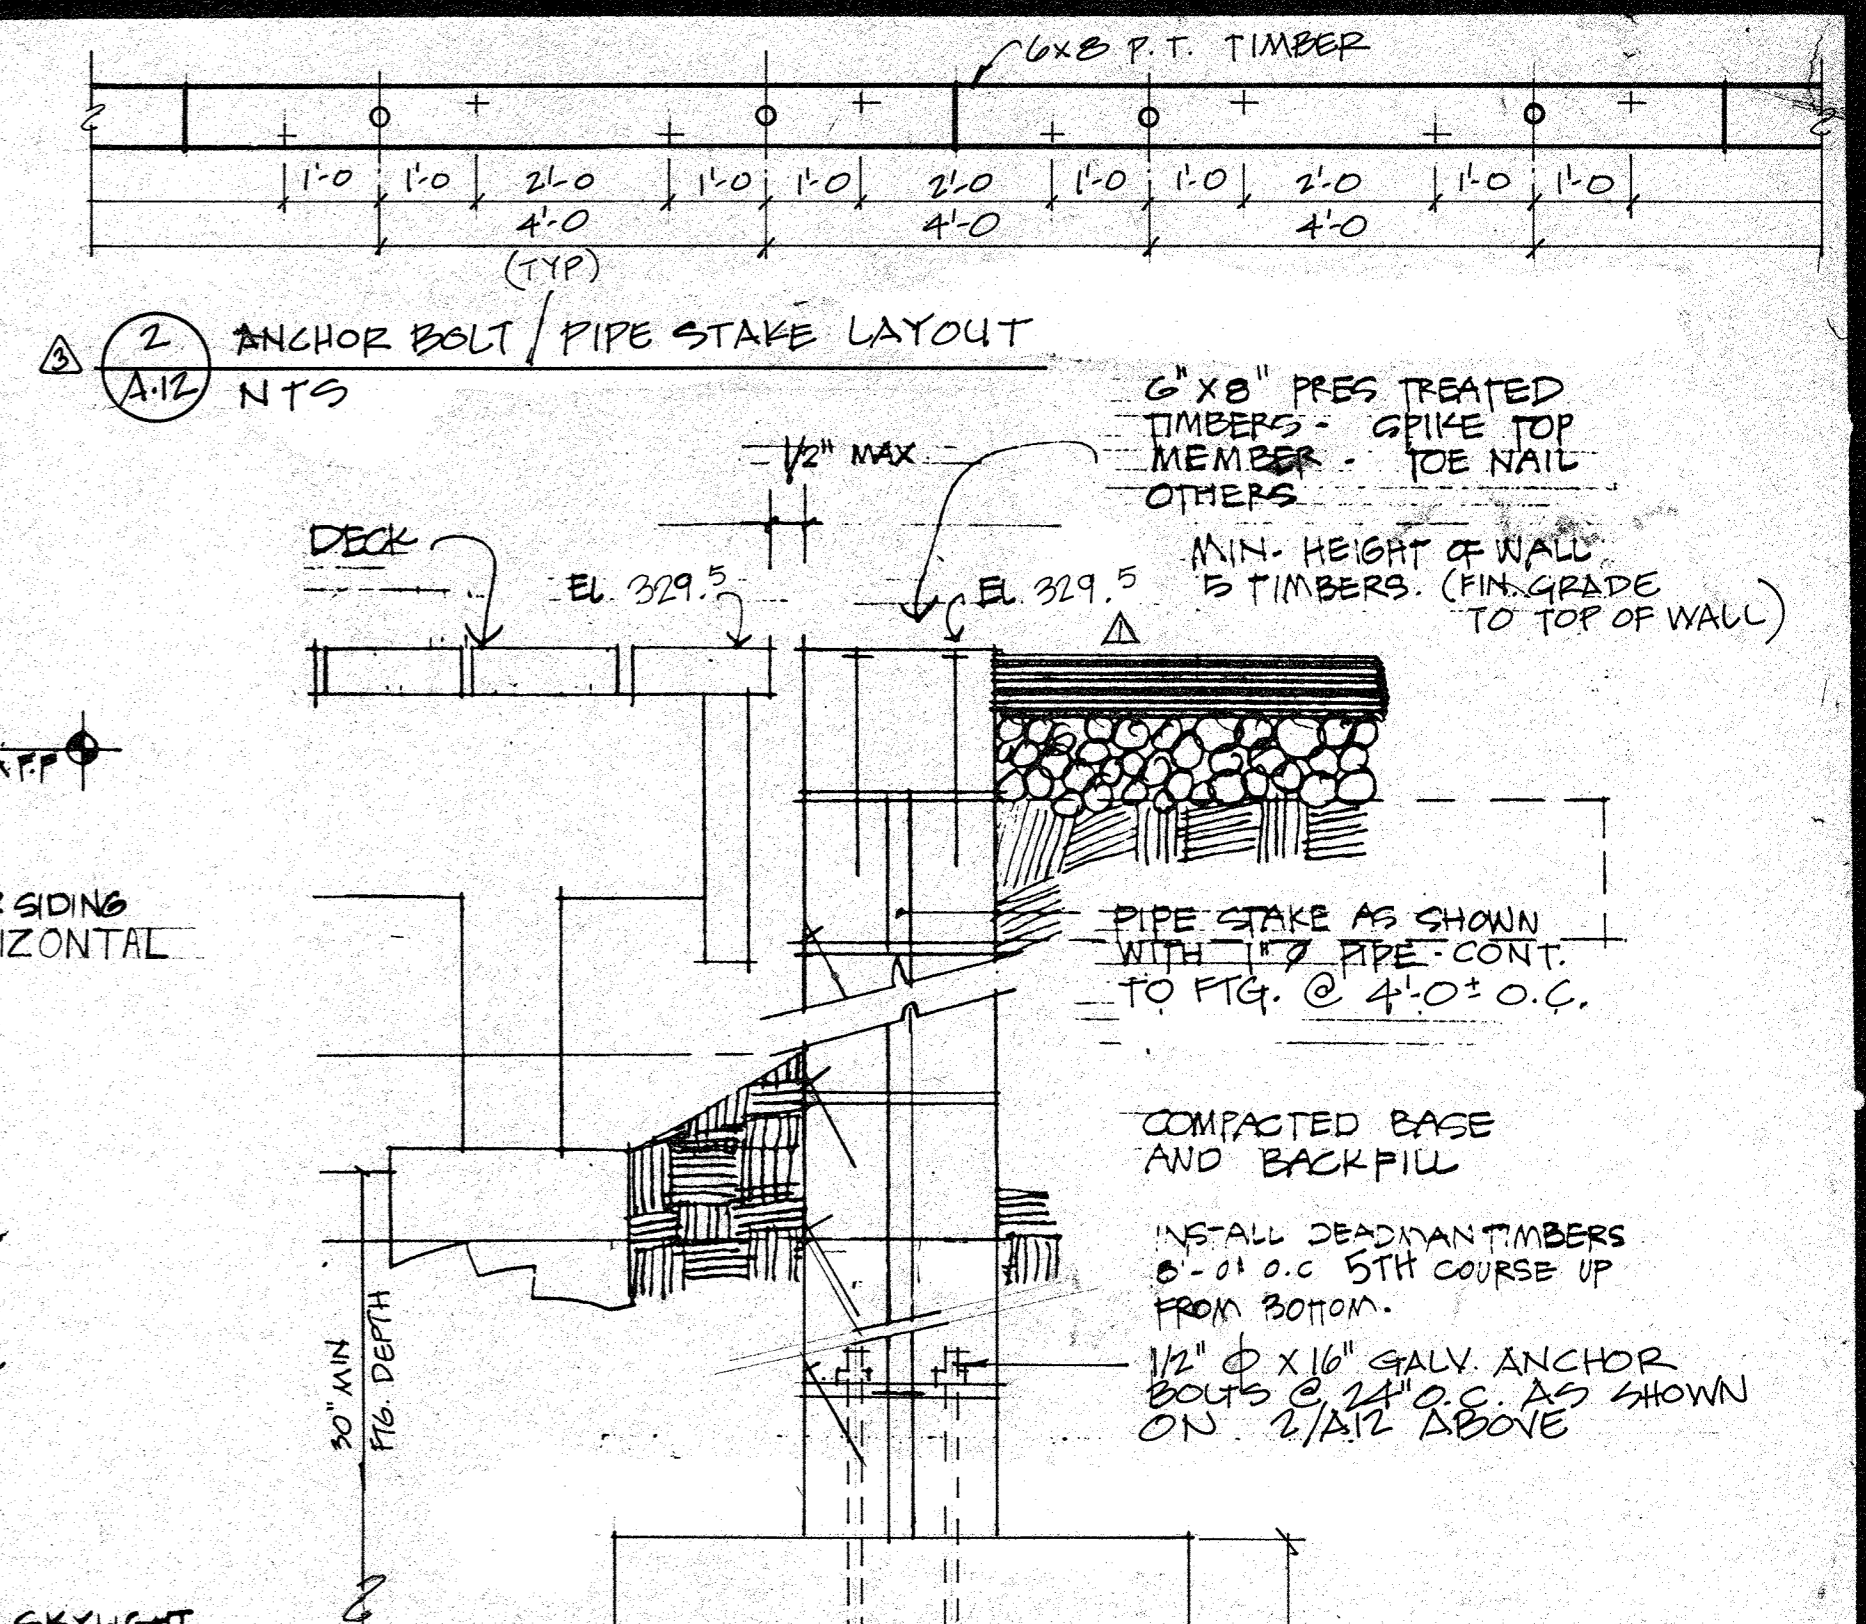 6x8 P.T. TIMBER
1'-0 1'-0 2'-0 1'-0 1'-0 2'-0 1'-0 1'-0 2'-0 1'-0 1'-0
4'-0 4'-0 4'-0
(TYP)
3 2 ANCHOR BOLT / PIPE STAKE LAYOUT
A.12 NTS
6" X 8" PRES TREATED
TIMBERS - SPIKE TOP
MEMBER - TOE NAIL
OTHERS
1/2" MAX
MIN. HEIGHT OF WALL
5 TIMBERS. (FIN. GRADE
TO TOP OF WALL)
DECK
EL 329.5
EL 329.5
1
A.F.F
SIDING
IZONTAL
PIPE STAKE AS SHOWN
WITH 1" Ø PIPE - CONT.
TO FTG. @ 4'-0 ± O.C.
COMPACTED BASE
AND BACKFILL
INSTALL DEADMAN TIMBERS
8'-0" O.C 5TH COURSE UP
FROM BOTTOM.
1/2" Ø X 16" GALV. ANCHOR
BOLTS @ 24" O.C. AS SHOWN
ON 2/A12 ABOVE
30" MIN
FTG. DEPTH
SKYLIGHT